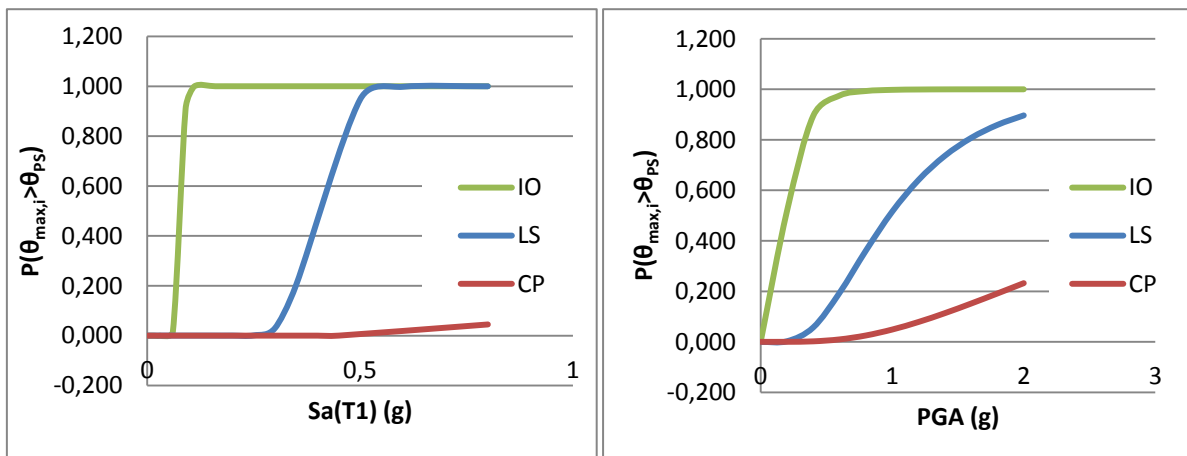 P(θmax,i>θPS)
1,200
1,000
0,800
0,600
0,400
0,200
0,000
-0,200
0 0,5 1
Sa(T1) (g)
IO
LS
CP
P(θmax,i>θPS)
1,200
1,000
0,800
0,600
0,400
0,200
0,000
-0,200
0 1 2 3
PGA (g)
IO
LS
CP